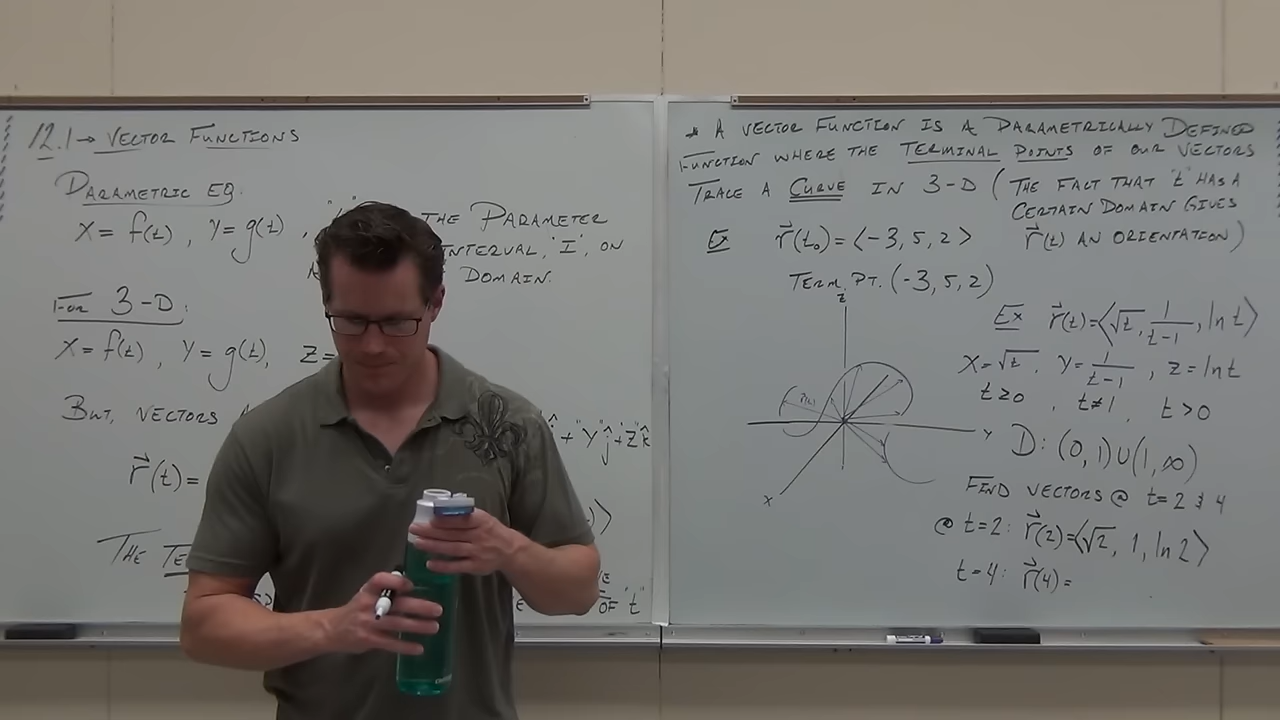 12.1 → VECTOR FUNCTIONS
PARAMETRIC EQ:
X = f(t), Y = g(t),
THE PARAMETER
INTERVAL, 'I', ON
DOMAIN.
FOR 3-D:
X = f(t), Y = g(t), Z =
BUT, VECTORS
+ "Y"ĵ + "Z"k̂
r⃗(t) =
THE
OF 't'
* A VECTOR FUNCTION IS A PARAMETRICALLY DEFINED
FUNCTION WHERE THE TERMINAL POINTS OF OUR VECTORS
TRACE A CURVE IN 3-D (THE FACT THAT 't' HAS A
CERTAIN DOMAIN GIVES
r⃗(t) AN ORIENTATION)
EX r⃗(t₀) = ⟨-3, 5, 2⟩
TERM. PT. (-3, 5, 2)
Z
Y
X
EX r⃗(t) = ⟨√t, 1/(t-1), ln t⟩
X = √t, Y = 1/(t-1), Z = ln t
t ≥ 0, t ≠ 1, t > 0
D: (0, 1) ∪ (1, ∞)
FIND VECTORS @ t = 2 & 4
@ t = 2: r⃗(2) = ⟨√2, 1, ln 2⟩
t = 4: r⃗(4) =